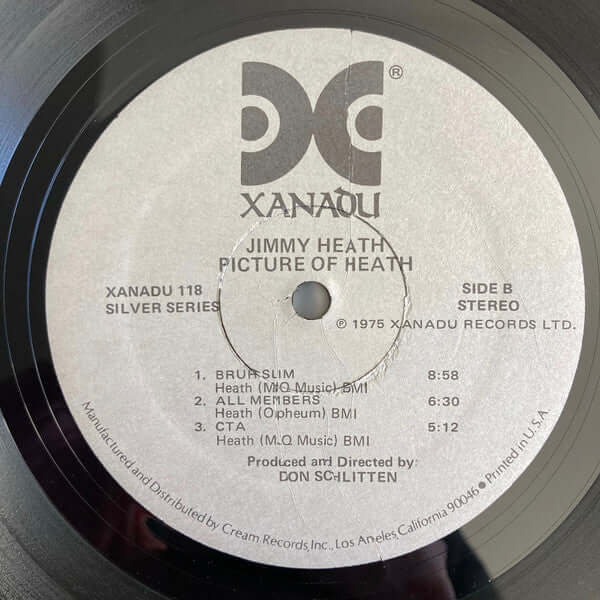 ®
XANADU
JIMMY HEATH
PICTURE OF HEATH
XANADU 118
SILVER SERIES
SIDE B
STEREO
℗ 1975 XANADU RECORDS LTD.
1. BRUH SLIM 8:58
Heath (MJQ Music) BMI
2. ALL MEMBERS 6:30
Heath (Orpheum) BMI
3. CTA 5:12
Heath (MJQ Music) BMI
Produced and Directed by:
DON SCHLITTEN
Manufactured and Distributed by Cream Records, Inc., Los Angeles, California 90046 • Printed in U.S.A.